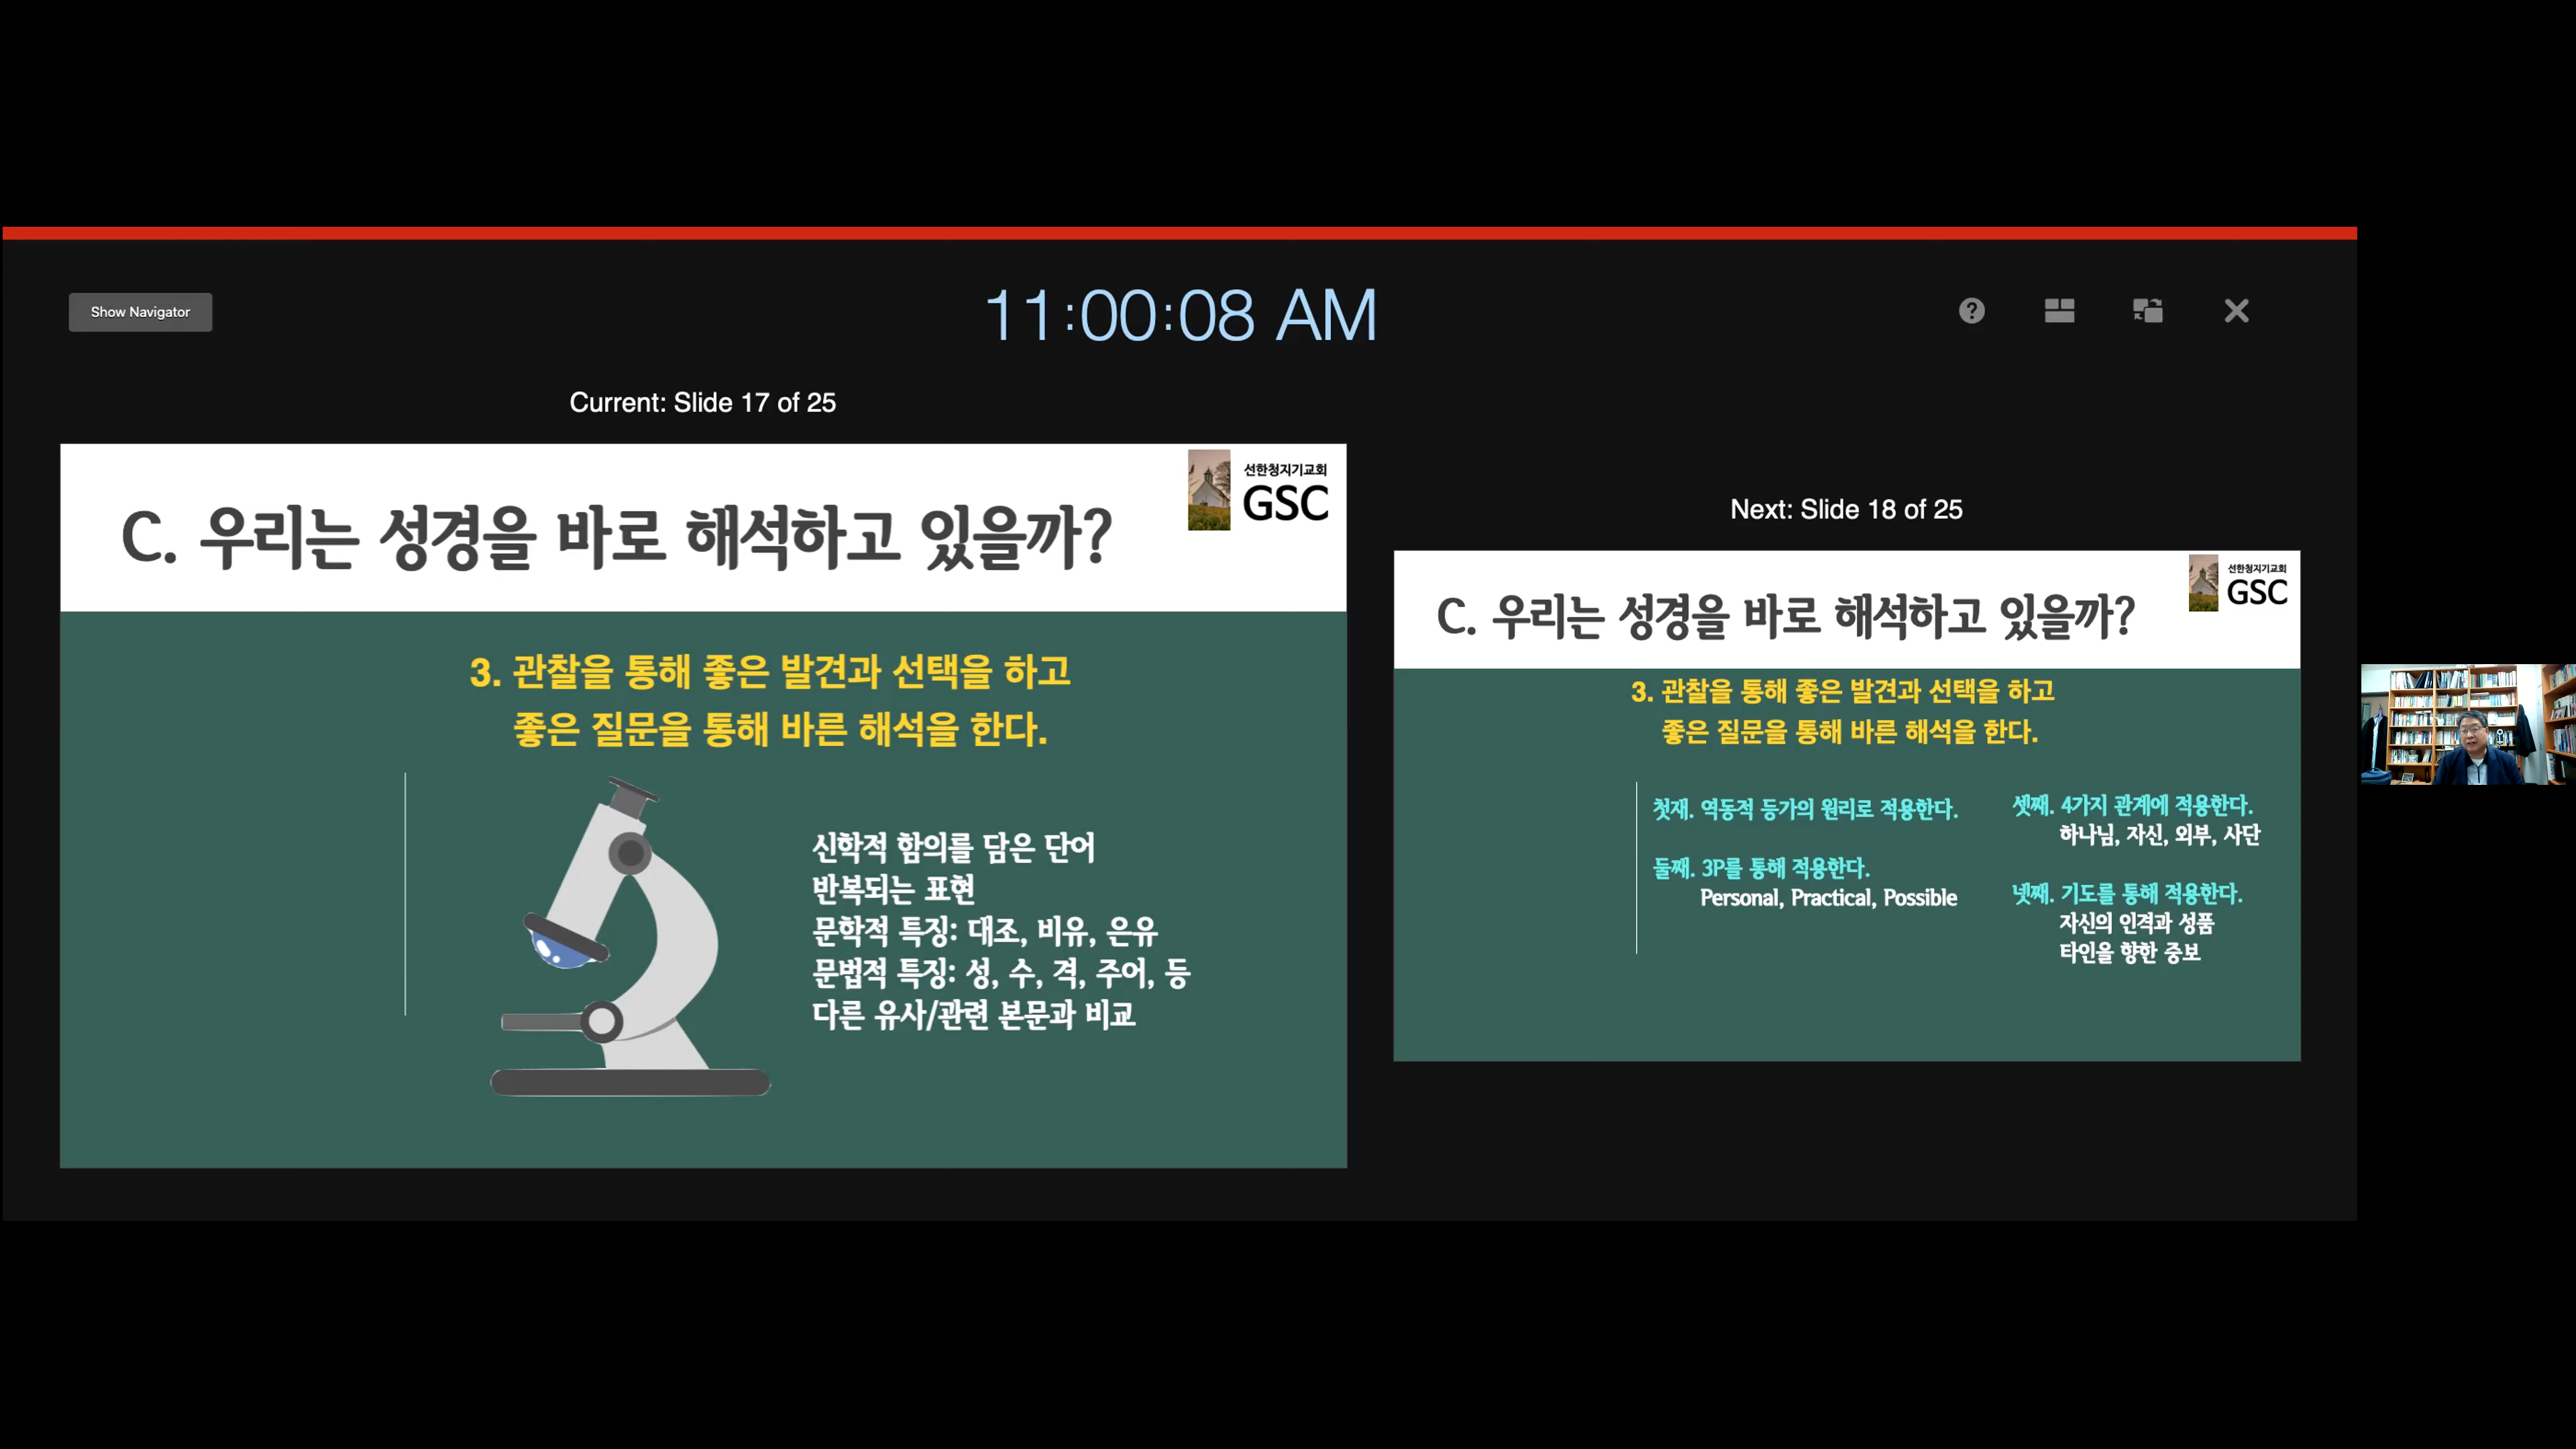 Show Navigator
11:00:08 AM
Current: Slide 17 of 25
선한청지기교회
GSC
C. 우리는 성경을 바로 해석하고 있을까?
3. 관찰을 통해 좋은 발견과 선택을 하고
좋은 질문을 통해 바른 해석을 한다.
신학적 함의를 담은 단어
반복되는 표현
문학적 특징: 대조, 비유, 은유
문법적 특징: 성, 수, 격, 주어, 등
다른 유사/관련 본문과 비교
Next: Slide 18 of 25
선한청지기교회
GSC
C. 우리는 성경을 바로 해석하고 있을까?
3. 관찰을 통해 좋은 발견과 선택을 하고
좋은 질문을 통해 바른 해석을 한다.
첫재. 역동적 등가의 원리로 적용한다.
둘째. 3P를 통해 적용한다.
Personal, Practical, Possible
셋째. 4가지 관계에 적용한다.
하나님, 자신, 외부, 사단
넷째. 기도를 통해 적용한다.
자신의 인격과 성품
타인을 향한 중보